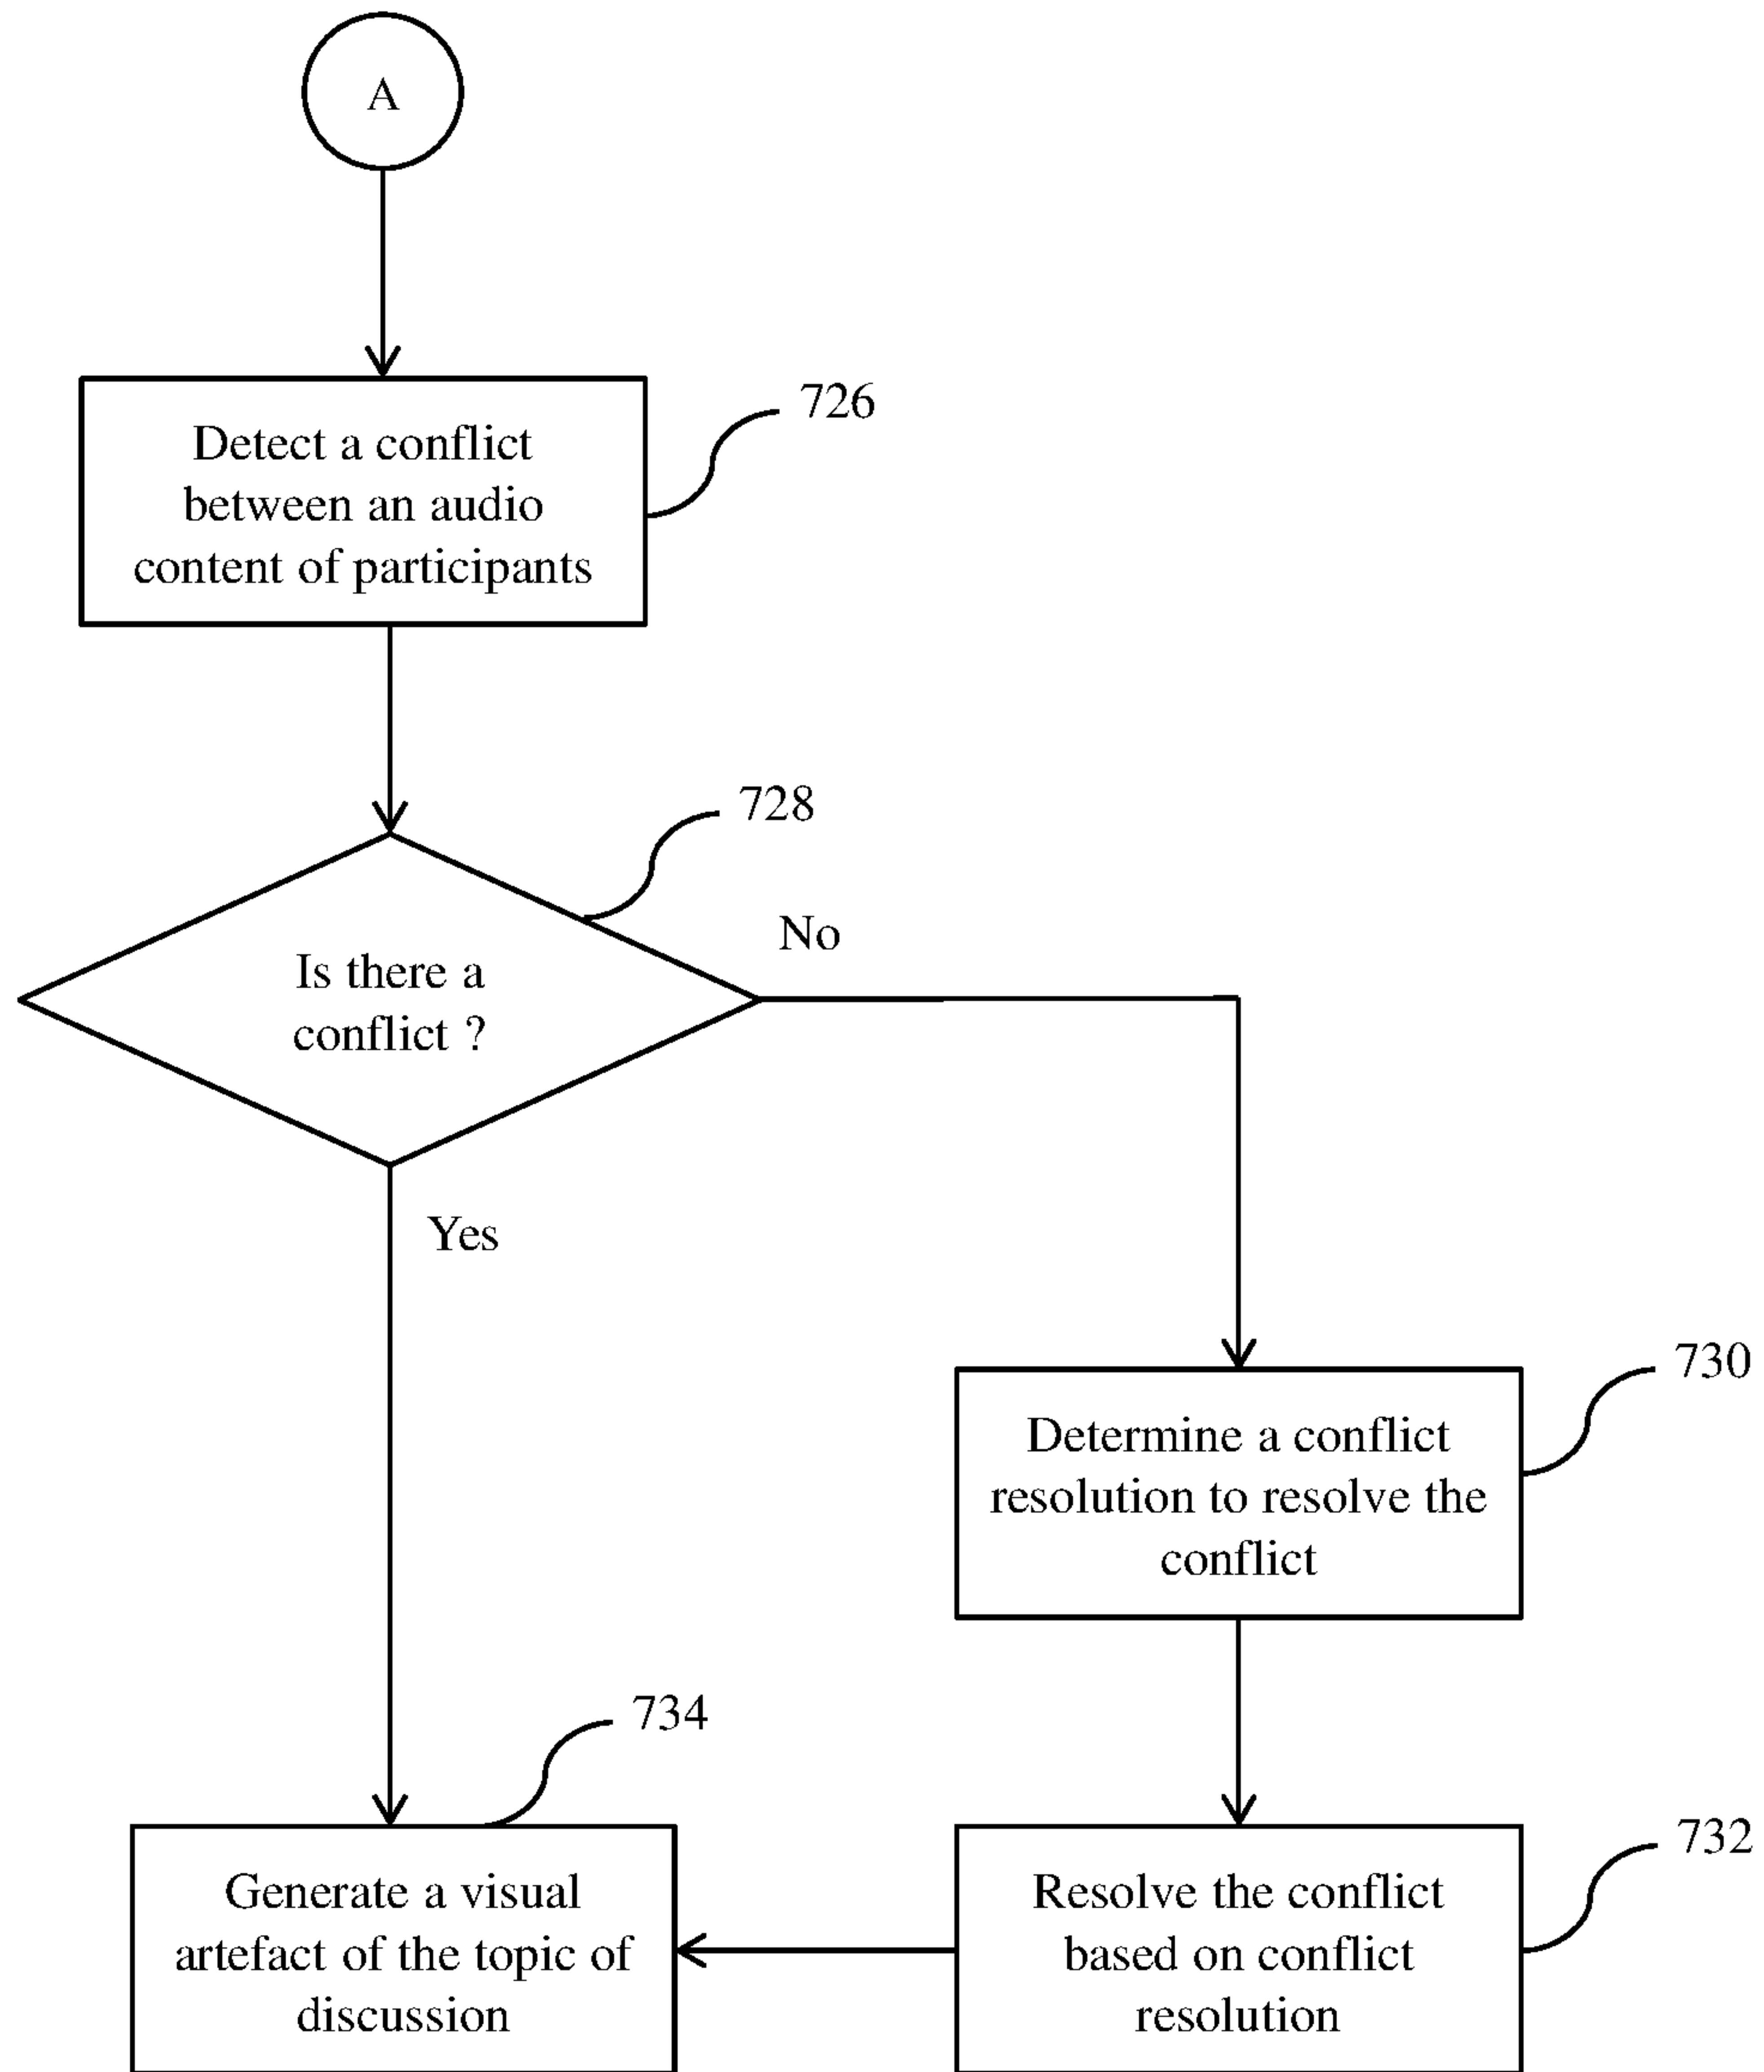 A
Detect a conflict
between an audio
content of participants
726
728
Is there a
conflict ?
No
Yes
Determine a conflict
resolution to resolve the
conflict
730
734
Generate a visual
artefact of the topic of
discussion
Resolve the conflict
based on conflict
resolution
732